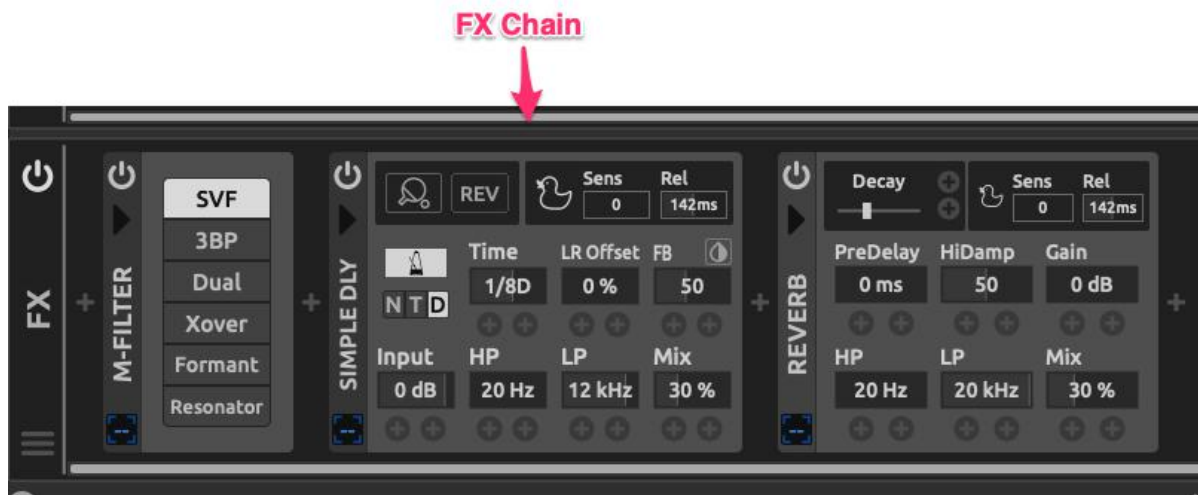 FX Chain
FX
M-FILTER
SVF
3BP
Dual
Xover
Formant
Resonator
--
SIMPLE DLY
REV
Sens Rel
0 142ms
Time LR Offset FB
1/8D 0 % 50
N T D
Input HP LP Mix
0 dB 20 Hz 12 kHz 30 %
--
REVERB
Decay Sens Rel
0 142ms
PreDelay HiDamp Gain
0 ms 50 0 dB
HP LP Mix
20 Hz 20 kHz 30 %
--